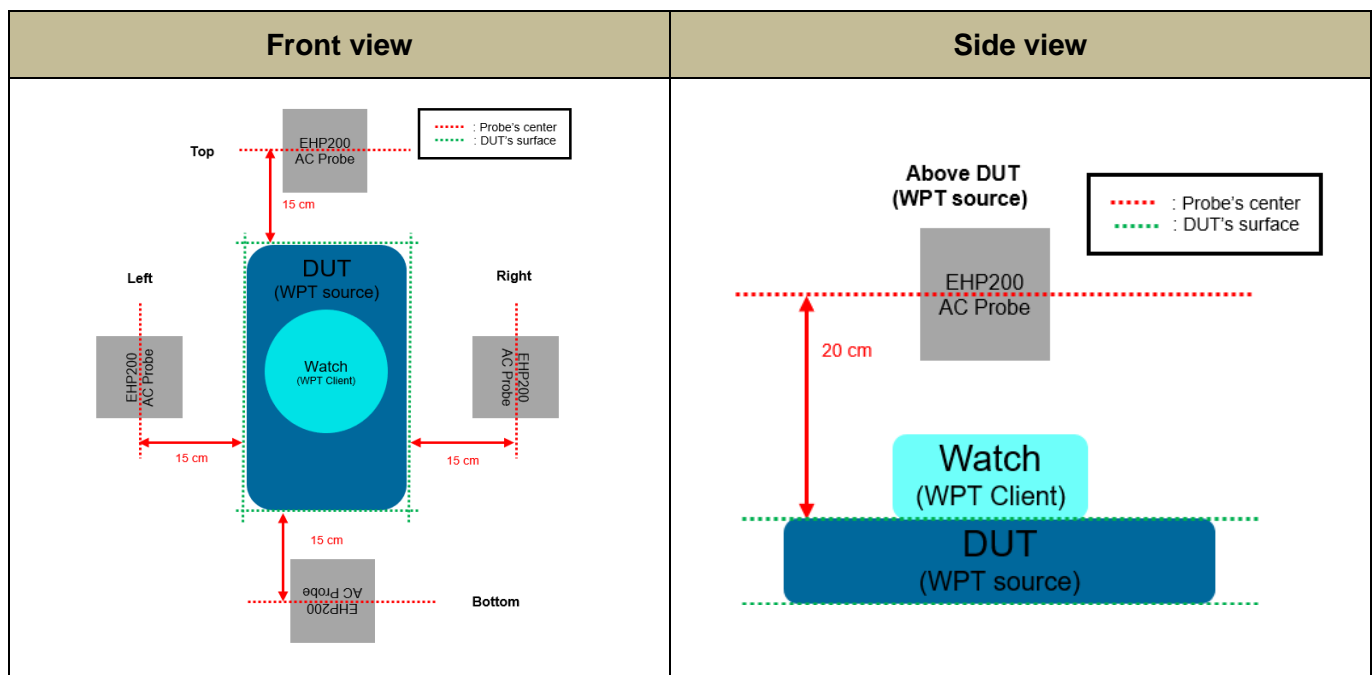 Front view
Side view
EHP200
AC Probe
Top
: Probe's center
: DUT's surface
15 cm
DUT
(WPT source)
Left
Right
EHP200
AC Probe
Watch
(WPT Client)
EHP200
AC Probe
15 cm
15 cm
15 cm
EHP200
AC Probe
Bottom
Above DUT
(WPT source)
: Probe's center
: DUT's surface
EHP200
AC Probe
20 cm
Watch
(WPT Client)
DUT
(WPT source)